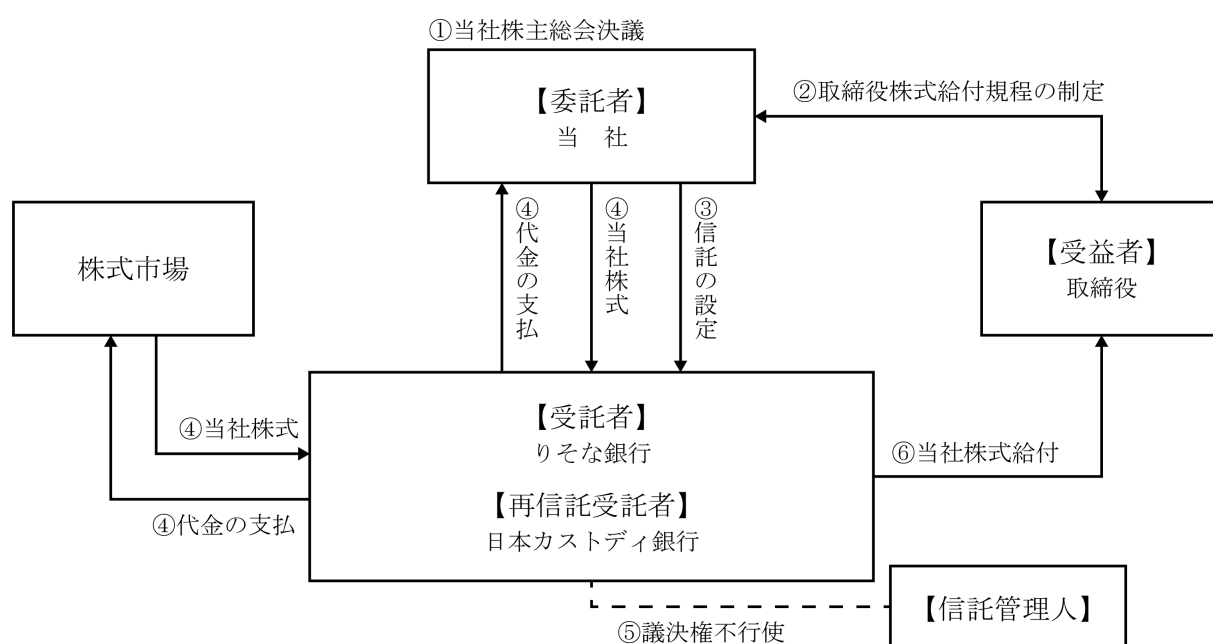 ①当社株主総会決議
【委託者】
当　社
②取締役株式給付規程の制定
④代金の支払
④当社株式
③信託の設定
株式市場
【受益者】
取締役
④当社株式
④代金の支払
【受託者】
りそな銀行
【再信託受託者】
日本カストディ銀行
⑥当社株式給付
【信託管理人】
⑤議決権不行使